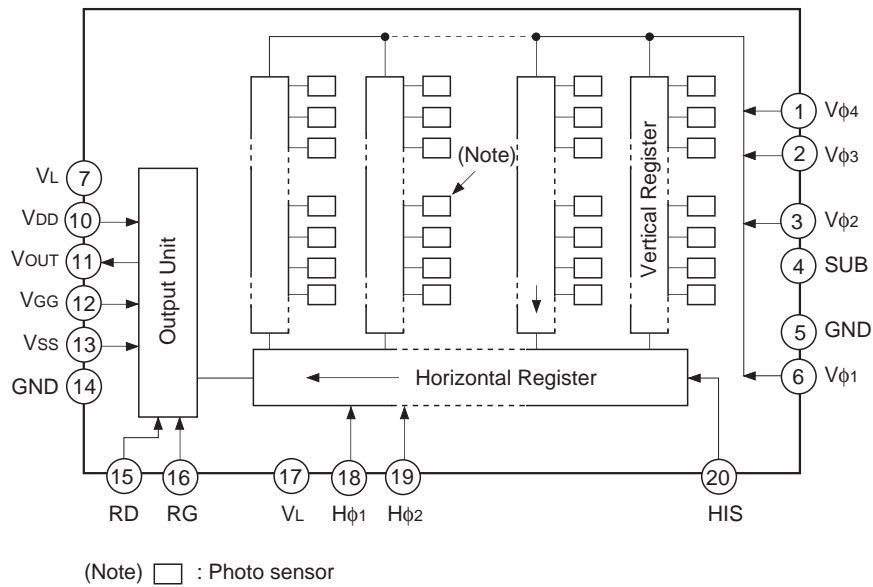 (Note)
Vertical Register
Output Unit
Horizontal Register
1 Vϕ4
2 Vϕ3
3 Vϕ2
4 SUB
5 GND
6 Vϕ1
VL 7
VDD 10
VOUT 11
VGG 12
VSS 13
GND 14
15 16 17 18 19 20
RD RG VL Hϕ1 Hϕ2 HIS
(Note) : Photo sensor